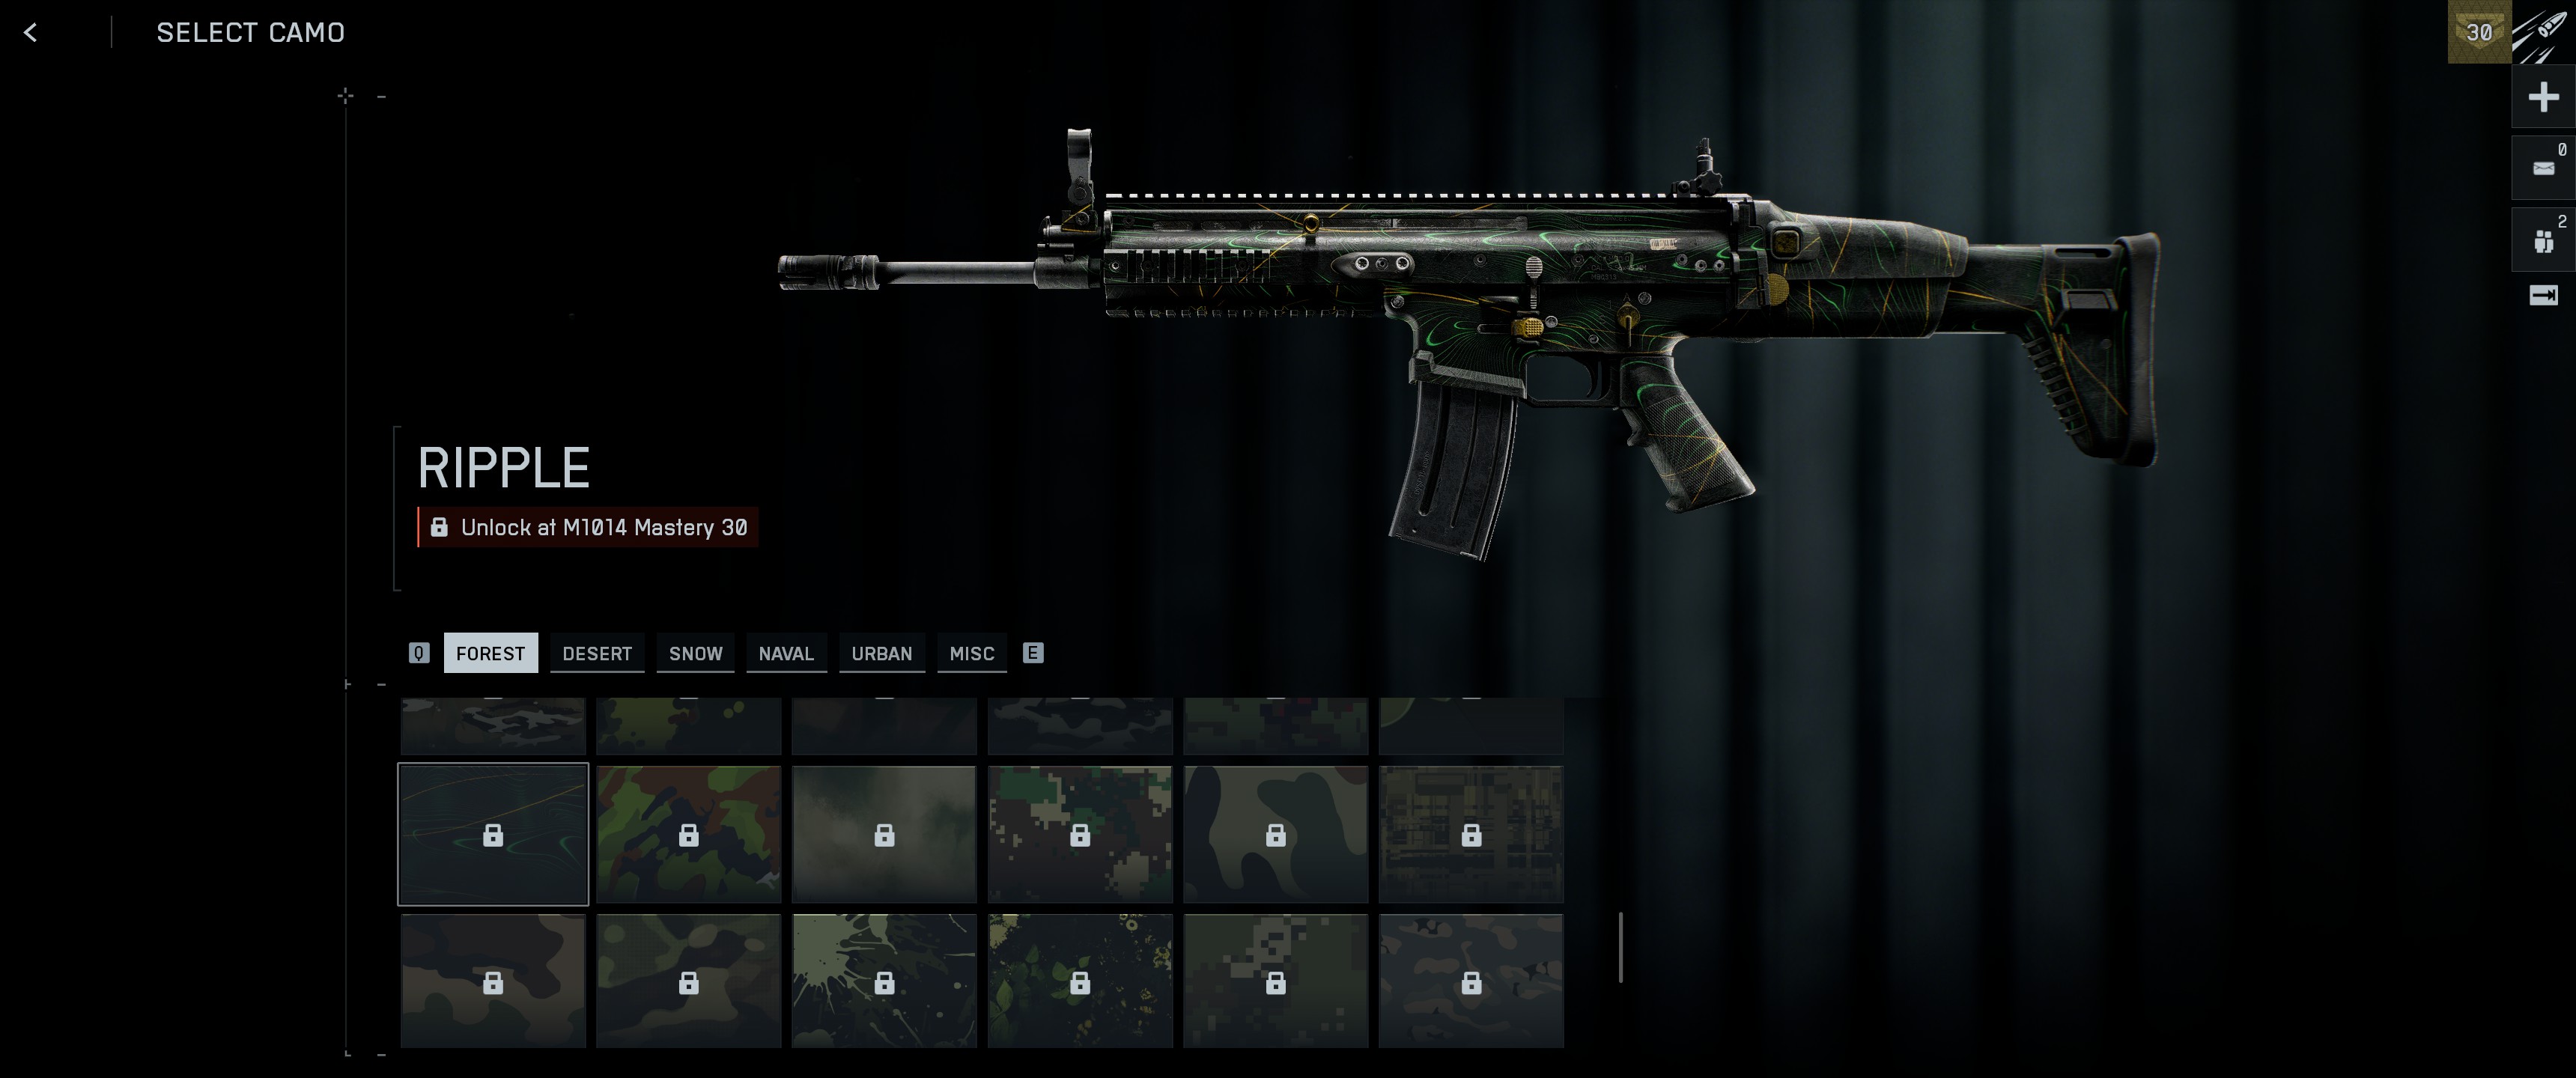 SELECT CAMO
30
0
2
RIPPLE
Unlock at M1014 Mastery 30
Q
FOREST
DESERT
SNOW
NAVAL
URBAN
MISC
E